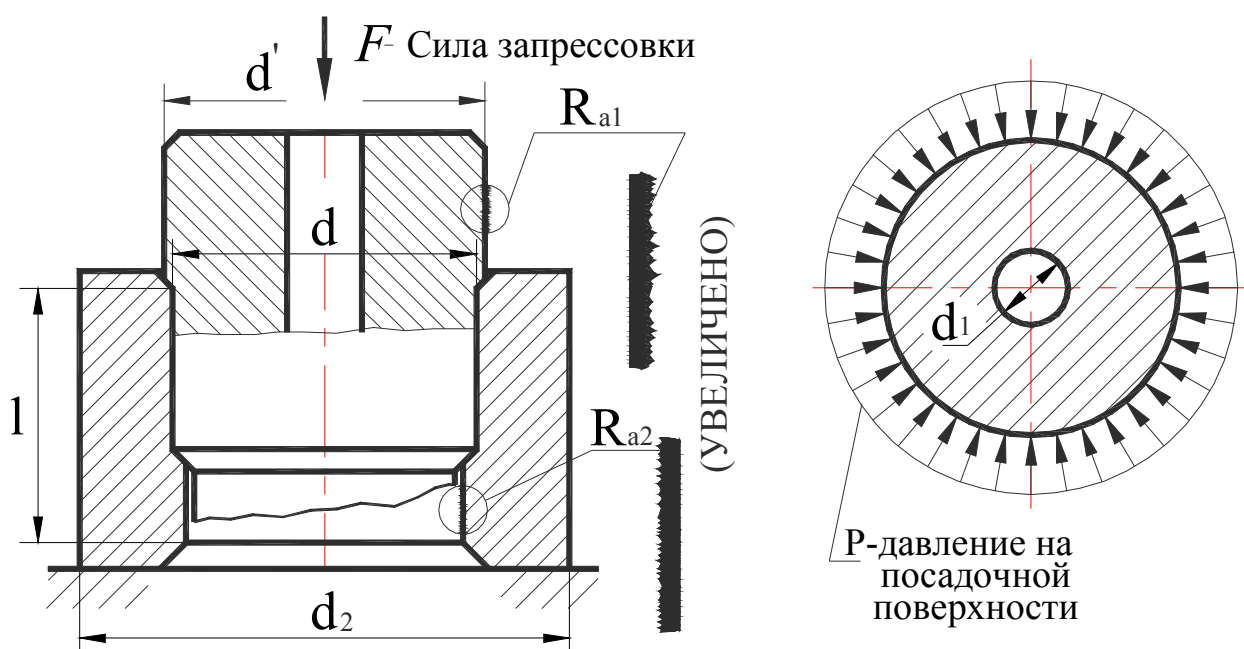 F- Сила запрессовки
d'
Ra1
d
(УВЕЛИЧЕНО)
d1
l
Ra2
P-давление на
посадочной
поверхности
d2